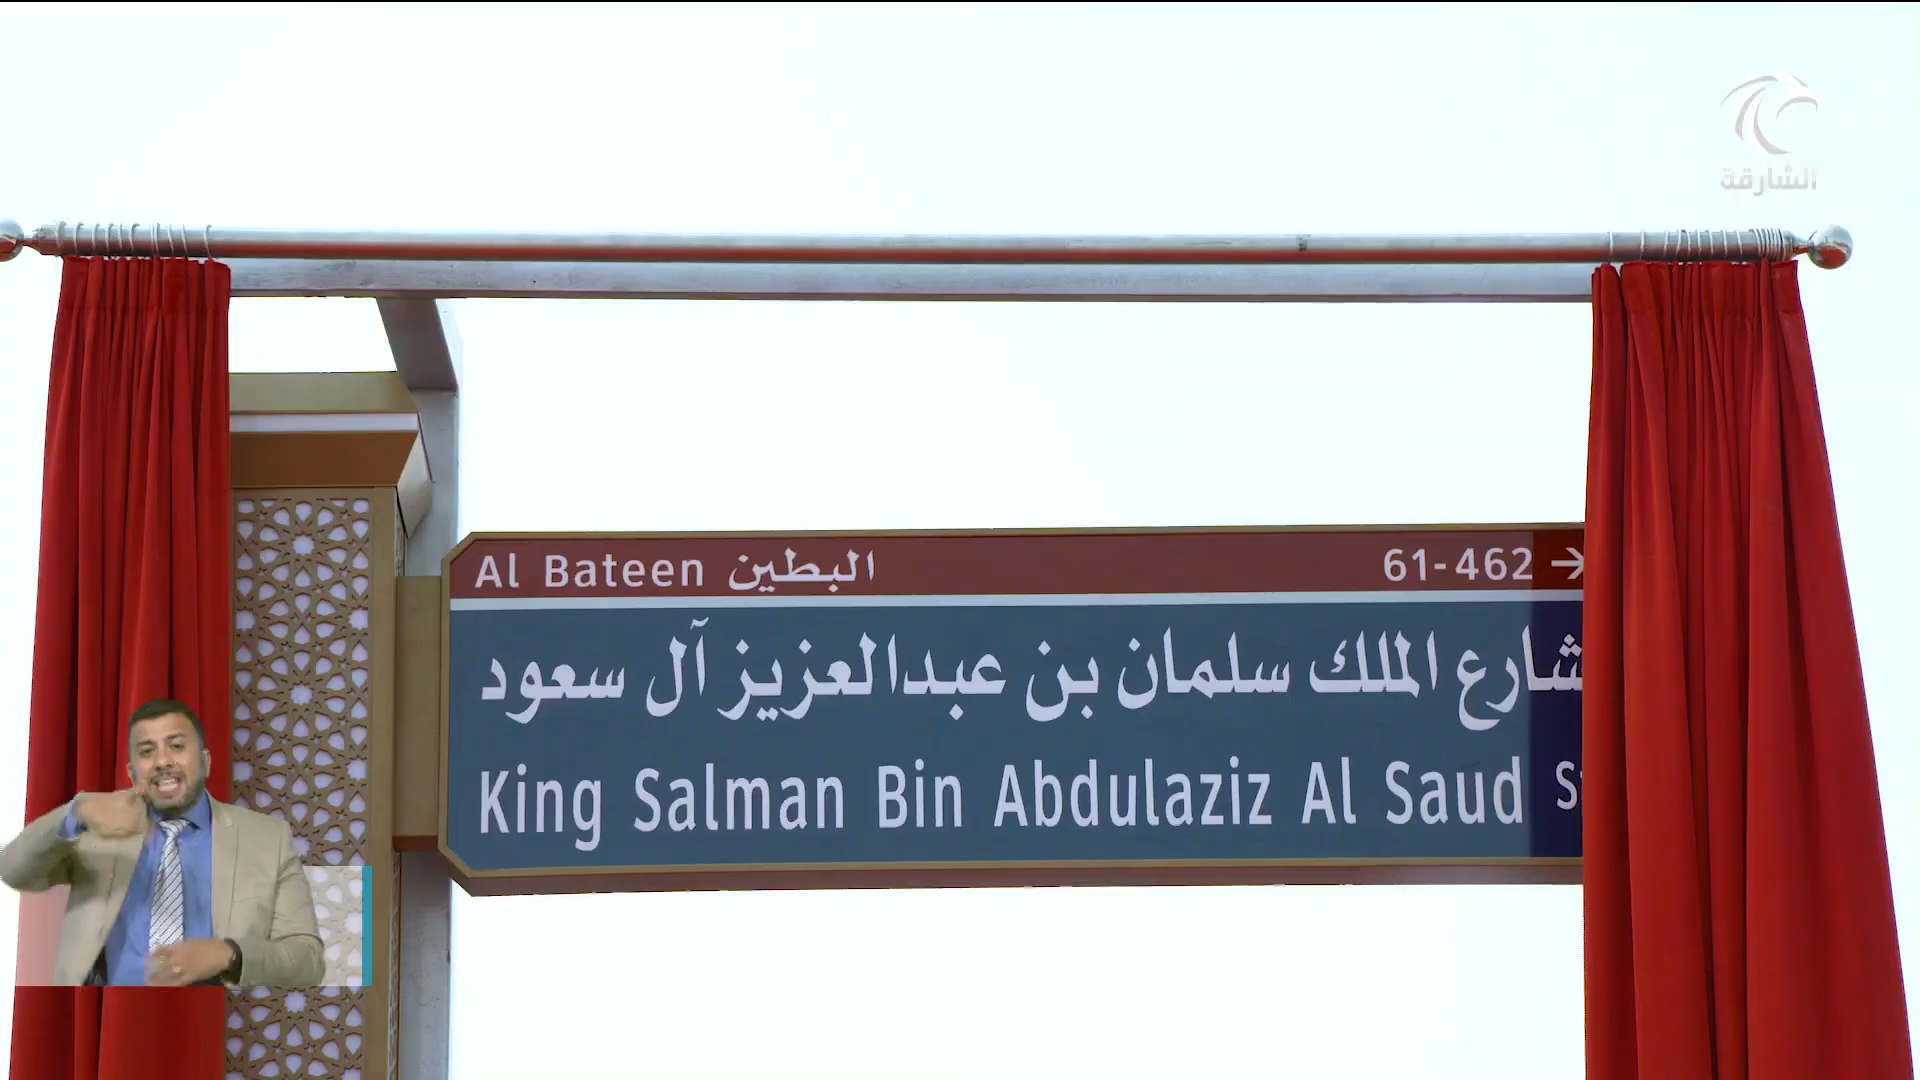 الشارقة
Al Bateen البطين 61-462 →
شارع الملك سلمان بن عبدالعزيز آل سعود
King Salman Bin Abdulaziz Al Saud